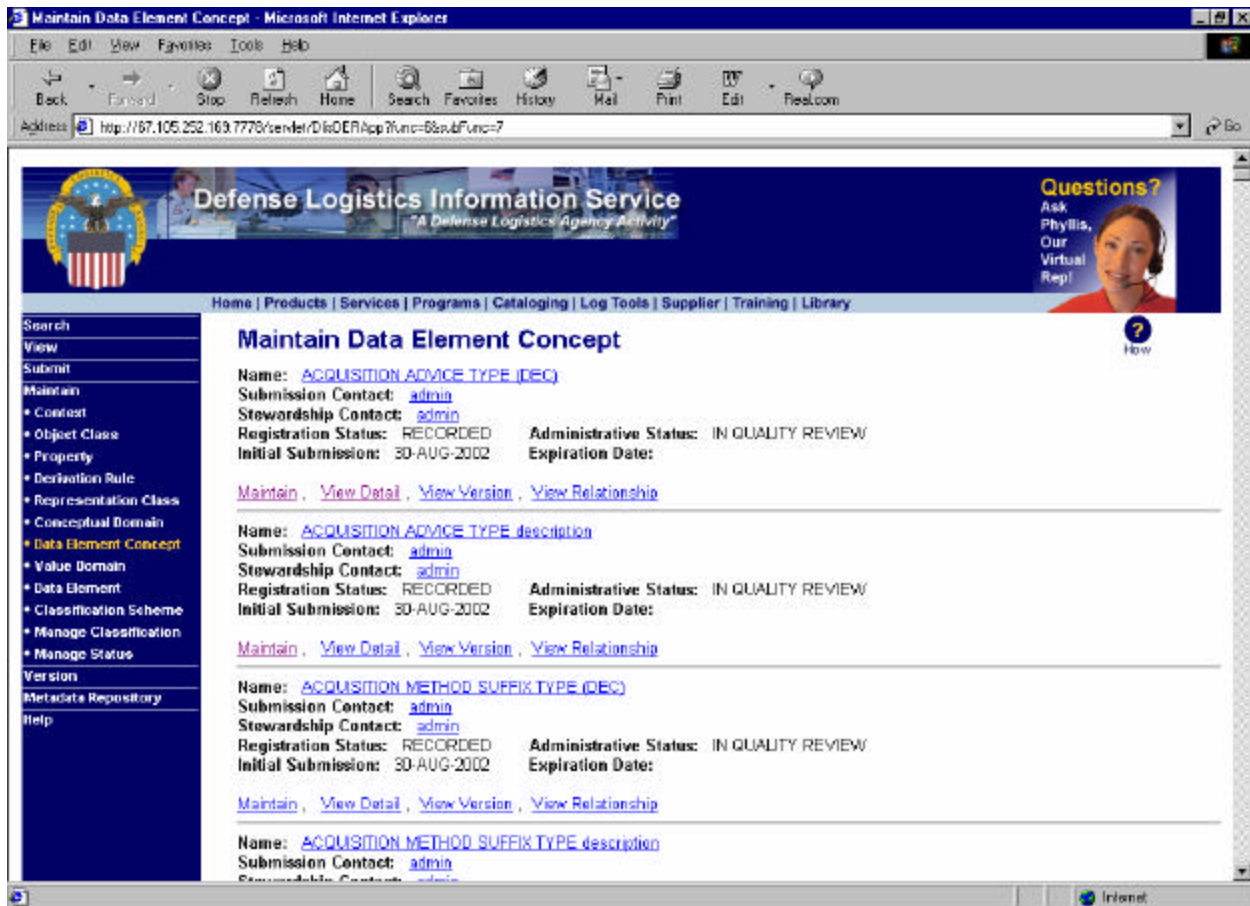 Maintain Data Element Concept - Microsoft Internet Explorer
File Edit View Favorites Tools Help
Back Forward Stop Refresh Home Search Favorites History Mail Print Edit Real.com
Address http://67.105.252.169:7778/servlet/DlisOERApp?func=6&subFunc=7 Go
Defense Logistics Information Service
"A Defense Logistics Agency Activity"
Questions?
Ask
Phyllis,
Our
Virtual
Rep!
Home | Products | Services | Programs | Cataloging | Log Tools | Supplier | Training | Library
Search
View
Submit
Maintain
• Context
• Object Class
• Property
• Derivation Rule
• Representation Class
• Conceptual Domain
• Data Element Concept
• Value Domain
• Data Element
• Classification Scheme
• Manage Classification
• Manage Status
Version
Metadata Repository
Help
Maintain Data Element Concept
?
How
Name: ACQUISITION ADVICE TYPE (DEC)
Submission Contact: admin
Stewardship Contact: admin
Registration Status: RECORDED Administrative Status: IN QUALITY REVIEW
Initial Submission: 30-AUG-2002 Expiration Date:
Maintain , View Detail , View Version , View Relationship
Name: ACQUISITION ADVICE TYPE description
Submission Contact: admin
Stewardship Contact: admin
Registration Status: RECORDED Administrative Status: IN QUALITY REVIEW
Initial Submission: 30-AUG-2002 Expiration Date:
Maintain , View Detail , View Version , View Relationship
Name: ACQUISITION METHOD SUFFIX TYPE (DEC)
Submission Contact: admin
Stewardship Contact: admin
Registration Status: RECORDED Administrative Status: IN QUALITY REVIEW
Initial Submission: 30-AUG-2002 Expiration Date:
Maintain , View Detail , View Version , View Relationship
Name: ACQUISITION METHOD SUFFIX TYPE description
Submission Contact: admin
Stewardship Contact: admin
Internet